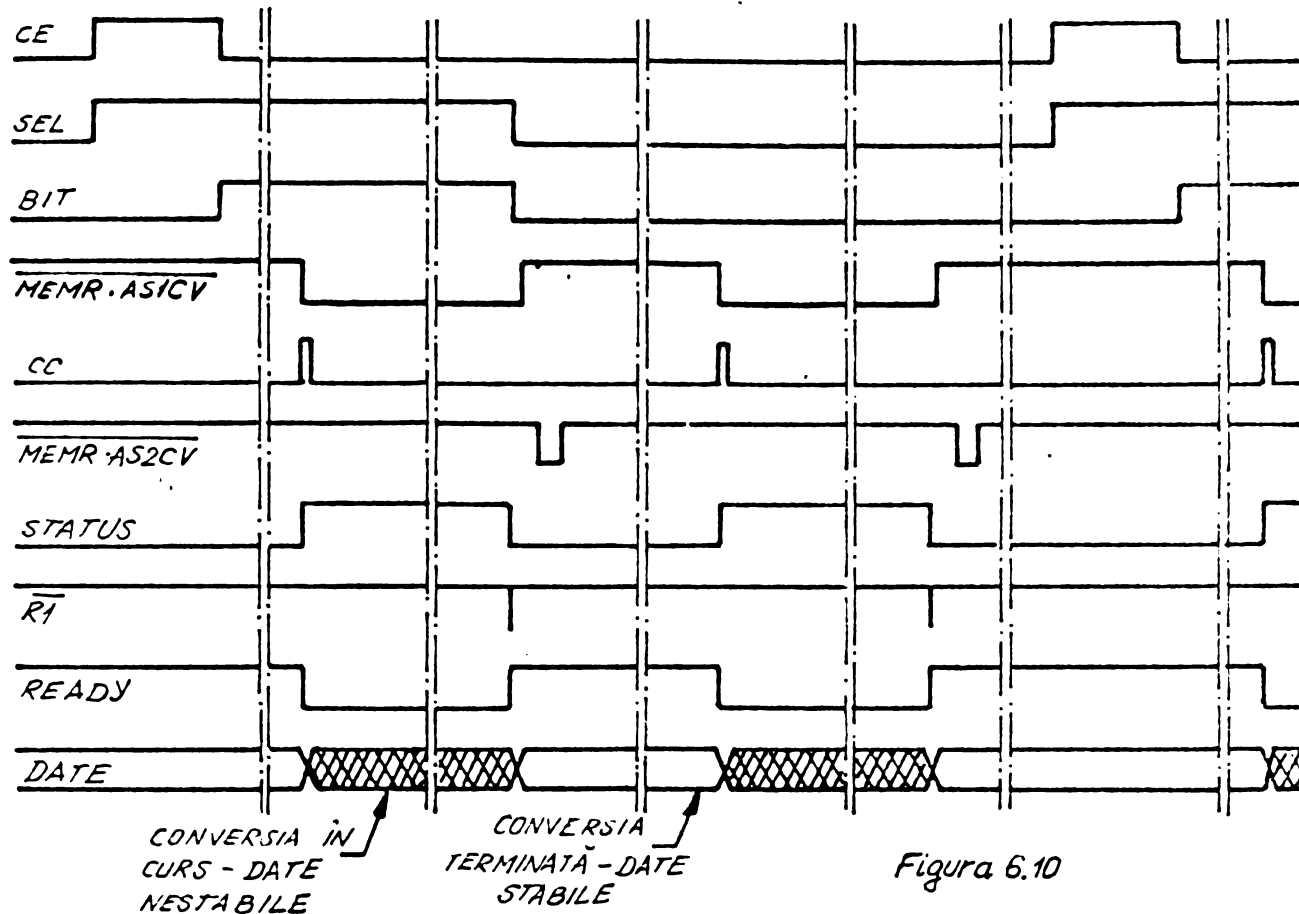 CE
SEL
BIT
MEMR·AS1CV
CC
MEMR·AS2CV
STATUS
R1
READY
DATE
CONVERSIA ÎN
CURS - DATE
NESTABILE
CONVERSIA
TERMINATĂ - DATE
STABILE
Figura 6.10